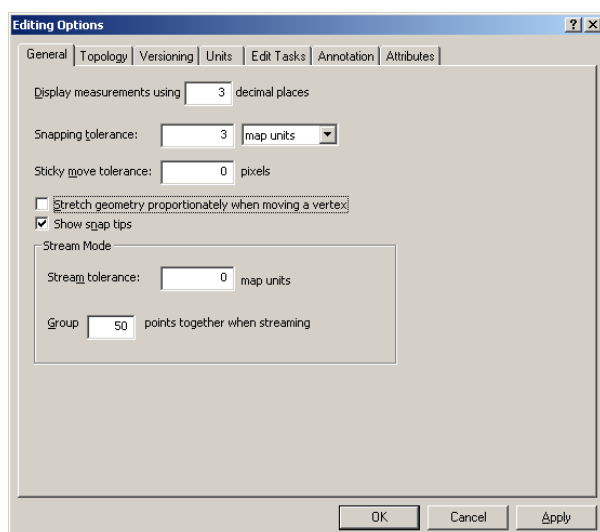 Editing Options
General Topology Versioning Units Edit Tasks Annotation Attributes
Display measurements using 3 decimal places
Snapping tolerance: 3 map units
Sticky move tolerance: 0 pixels
Stretch geometry proportionately when moving a vertex
Show snap tips
Stream Mode
Stream tolerance: 0 map units
Group 50 points together when streaming
OK Cancel Apply